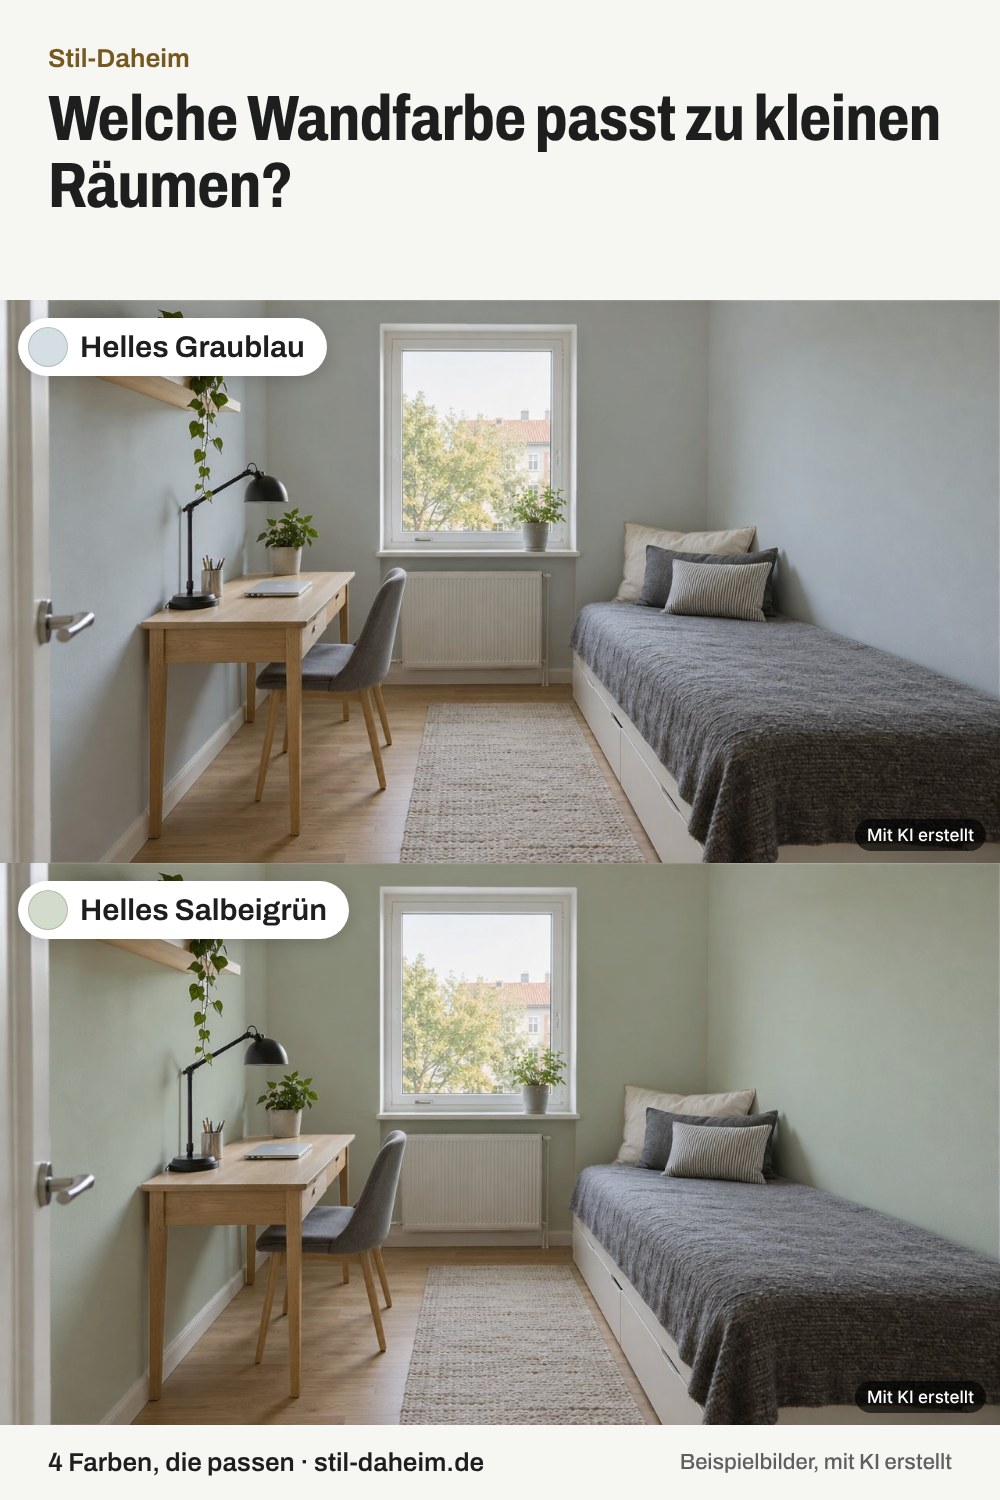 Stil-Daheim
Welche Wandfarbe passt zu kleinen
Räumen?
Helles Graublau
Mit KI erstellt
Helles Salbeigrün
Mit KI erstellt
4 Farben, die passen · stil-daheim.de
Beispielbilder, mit KI erstellt